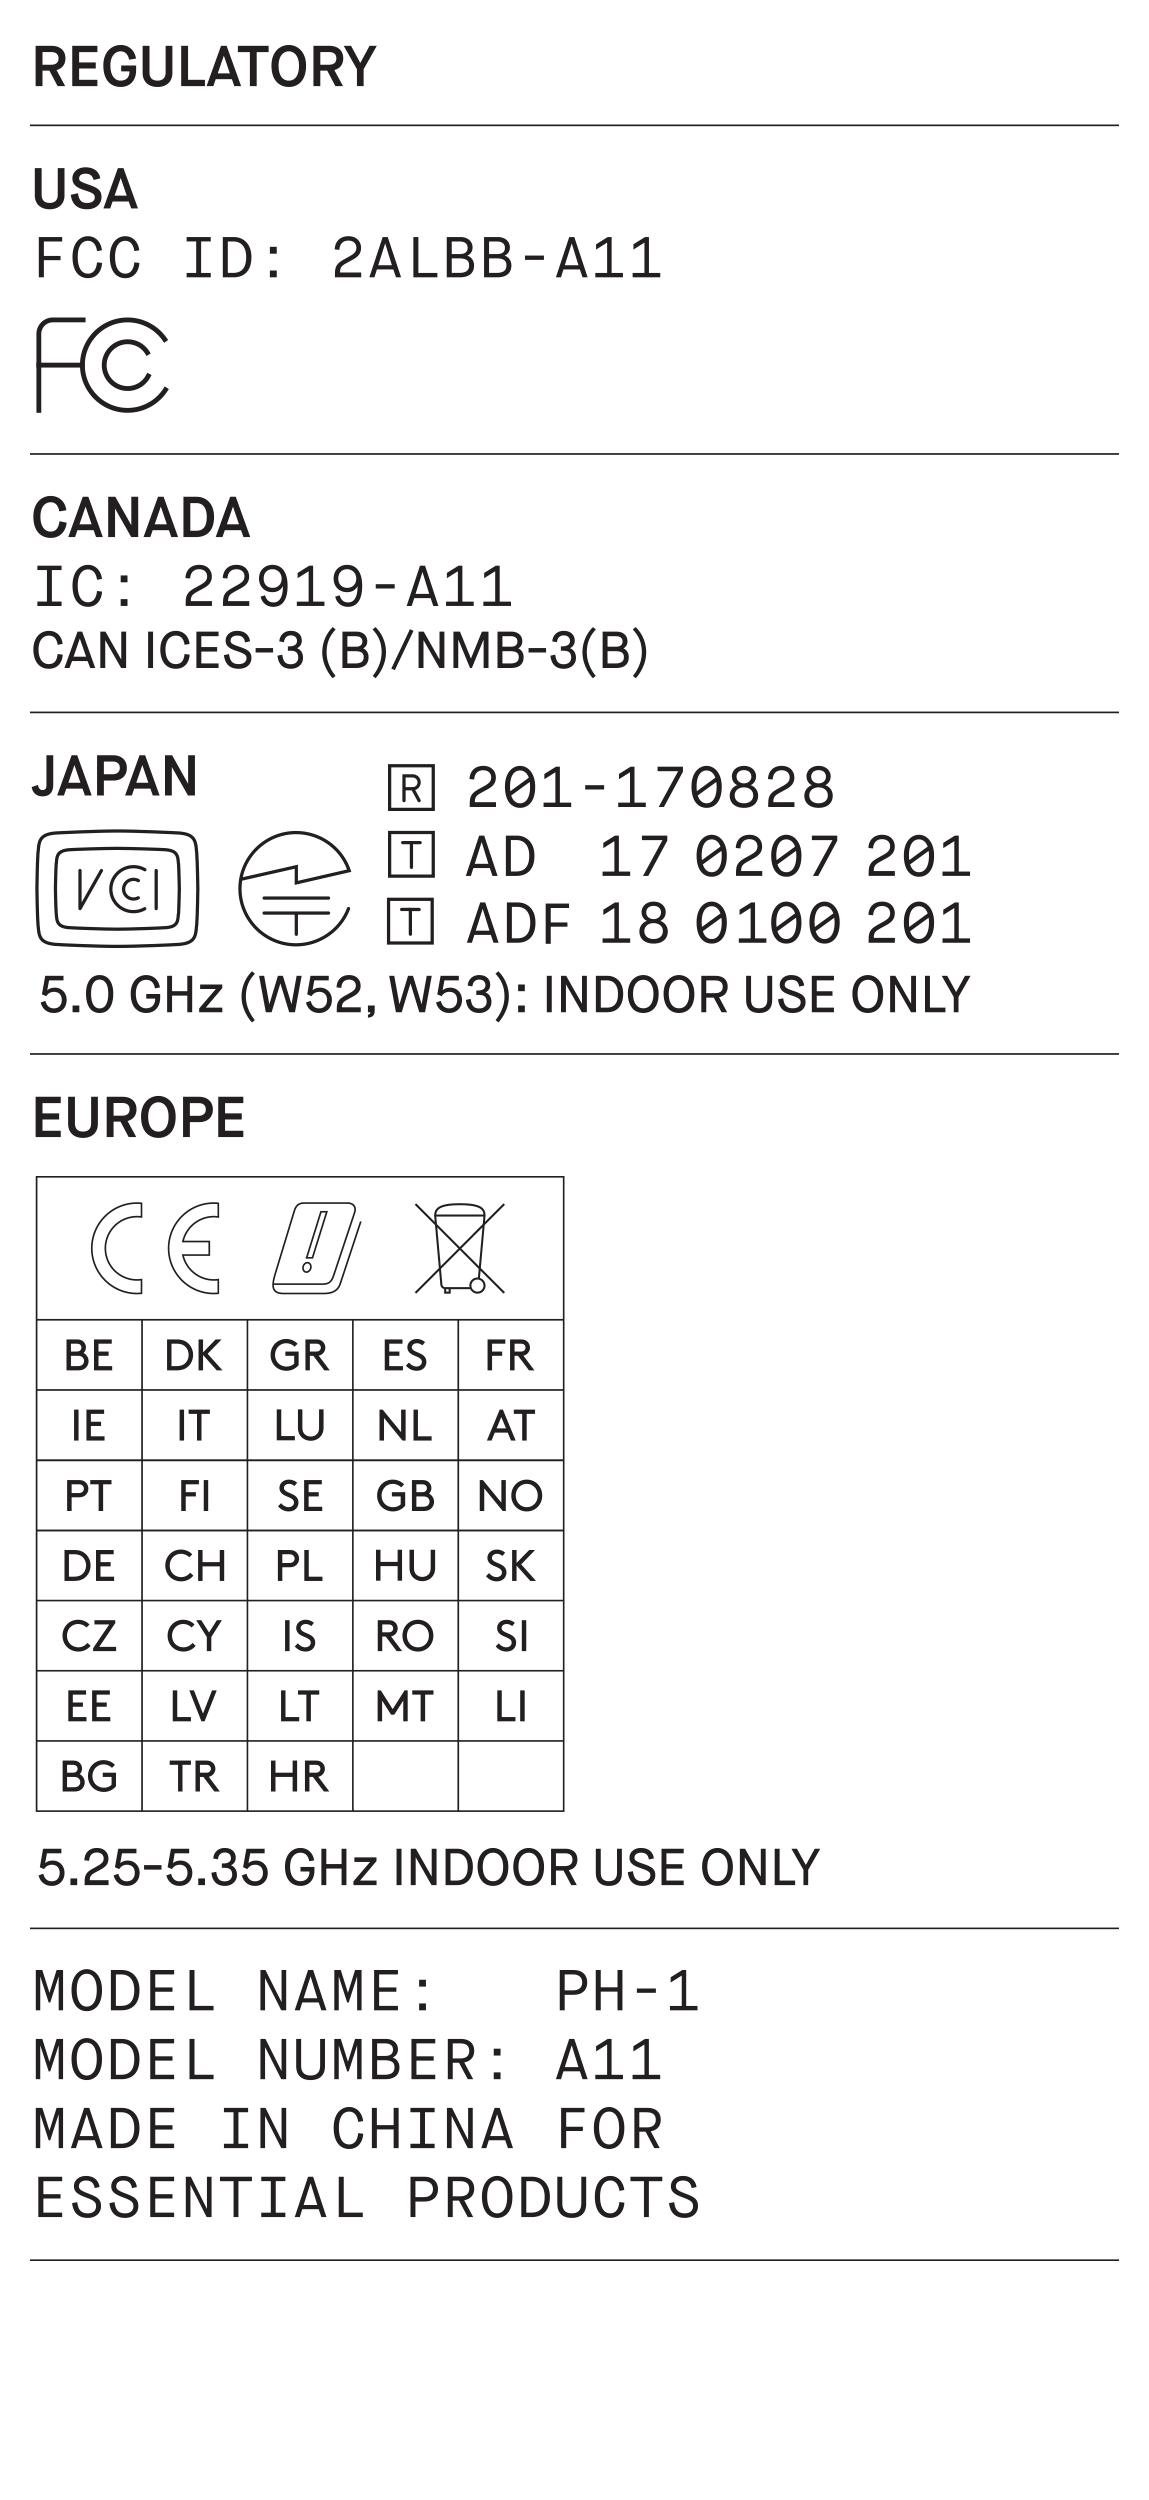 REGULATORY
USA
FCC ID: 2ALBB-A11
FC
CANADA
IC: 22919-A11
CAN ICES-3 (B)/NMB-3(B)
JAPAN
R 201-170828
VCI
T AD 17 0207 201
T ADF 18 0100 201
5.0 GHz (W52, W53): INDOOR USE ONLY
EUROPE
CE !
BE DK GR ES FR
IE IT LU NL AT
PT FI SE GB NO
DE CH PL HU SK
CZ CY IS RO SI
EE LV LT MT LI
BG TR HR
5.25-5.35 GHz INDOOR USE ONLY
MODEL NAME: PH-1
MODEL NUMBER: A11
MADE IN CHINA FOR
ESSENTIAL PRODUCTS